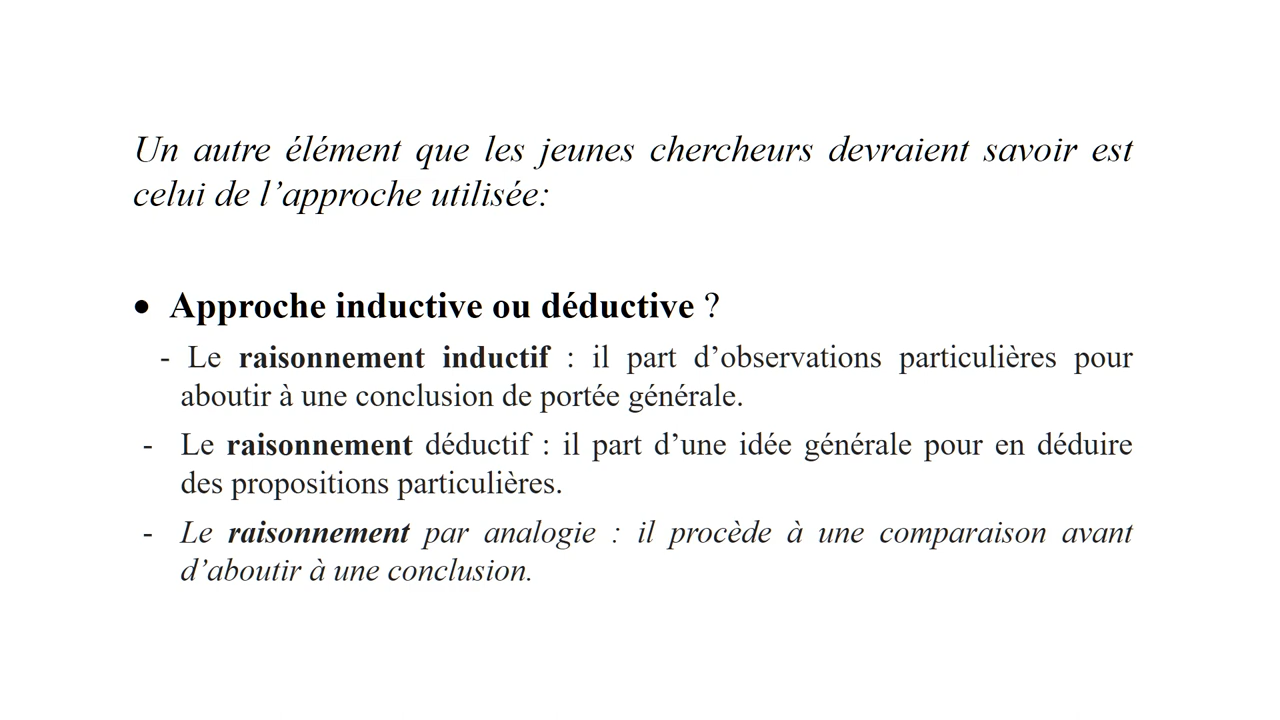 Un autre élément que les jeunes chercheurs devraient savoir est
celui de l’approche utilisée:
• Approche inductive ou déductive ?
- Le raisonnement inductif : il part d’observations particulières pour
aboutir à une conclusion de portée générale.
- Le raisonnement déductif : il part d’une idée générale pour en déduire
des propositions particulières.
- Le raisonnement par analogie : il procède à une comparaison avant
d’aboutir à une conclusion.